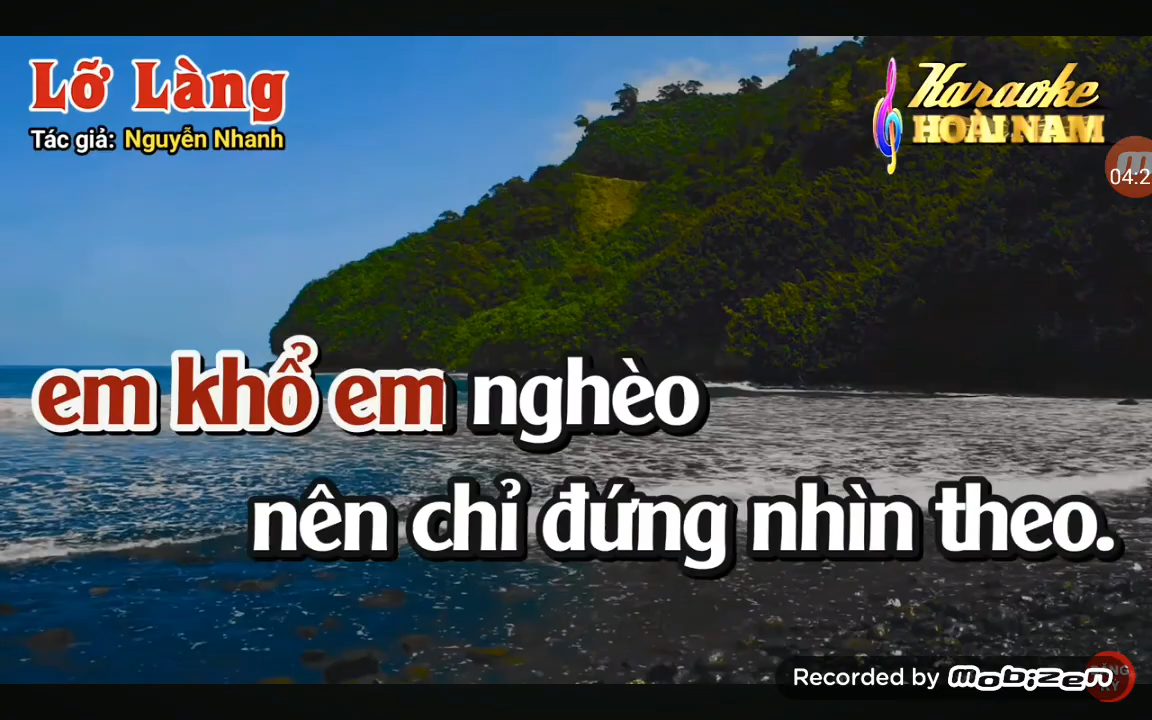 Lỡ Làng
Tác giả: Nguyễn Nhanh
Karaoke
HOÀI NAM
04:2
em khổ em nghèo
nên chỉ đứng nhìn theo.
Recorded by mobizen